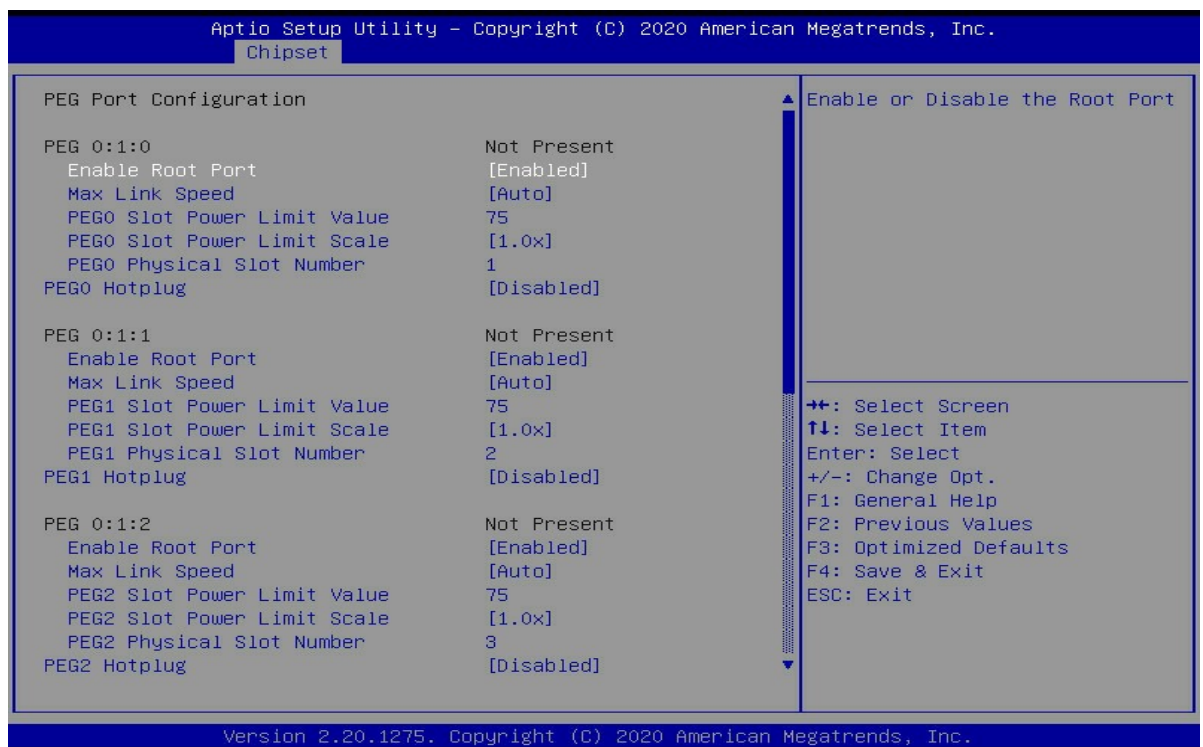 Aptio Setup Utility – Copyright (C) 2020 American Megatrends, Inc.
Chipset
PEG Port Configuration
PEG 0:1:0 Not Present
Enable Root Port [Enabled]
Max Link Speed [Auto]
PEG0 Slot Power Limit Value 75
PEG0 Slot Power Limit Scale [1.0x]
PEG0 Physical Slot Number 1
PEG0 Hotplug [Disabled]
PEG 0:1:1 Not Present
Enable Root Port [Enabled]
Max Link Speed [Auto]
PEG1 Slot Power Limit Value 75
PEG1 Slot Power Limit Scale [1.0x]
PEG1 Physical Slot Number 2
PEG1 Hotplug [Disabled]
PEG 0:1:2 Not Present
Enable Root Port [Enabled]
Max Link Speed [Auto]
PEG2 Slot Power Limit Value 75
PEG2 Slot Power Limit Scale [1.0x]
PEG2 Physical Slot Number 3
PEG2 Hotplug [Disabled]
Enable or Disable the Root Port
→←: Select Screen
↑↓: Select Item
Enter: Select
+/-: Change Opt.
F1: General Help
F2: Previous Values
F3: Optimized Defaults
F4: Save & Exit
ESC: Exit
Version 2.20.1275. Copyright (C) 2020 American Megatrends, Inc.